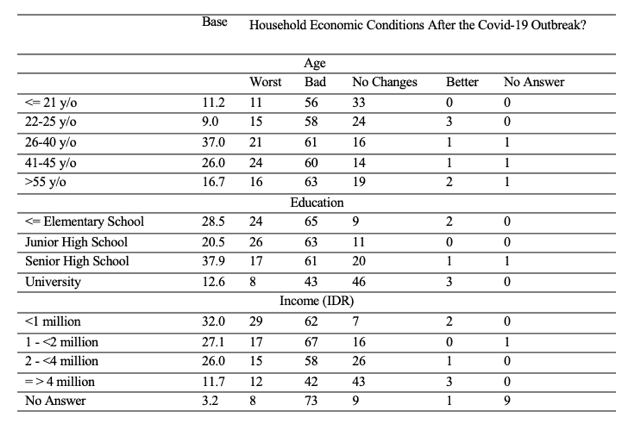 Base Household Economic Conditions After the Covid-19 Outbreak?
Age
Worst Bad No Changes Better No Answer
<= 21 y/o 11.2 11 56 33 0 0
22-25 y/o 9.0 15 58 24 3 0
26-40 y/o 37.0 21 61 16 1 1
41-45 y/o 26.0 24 60 14 1 1
>55 y/o 16.7 16 63 19 2 1
Education
<= Elementary School 28.5 24 65 9 2 0
Junior High School 20.5 26 63 11 0 0
Senior High School 37.9 17 61 20 1 1
University 12.6 8 43 46 3 0
Income (IDR)
<1 million 32.0 29 62 7 2 0
1 - <2 million 27.1 17 67 16 0 1
2 - <4 million 26.0 15 58 26 1 0
=> 4 million 11.7 12 42 43 3 0
No Answer 3.2 8 73 9 1 9